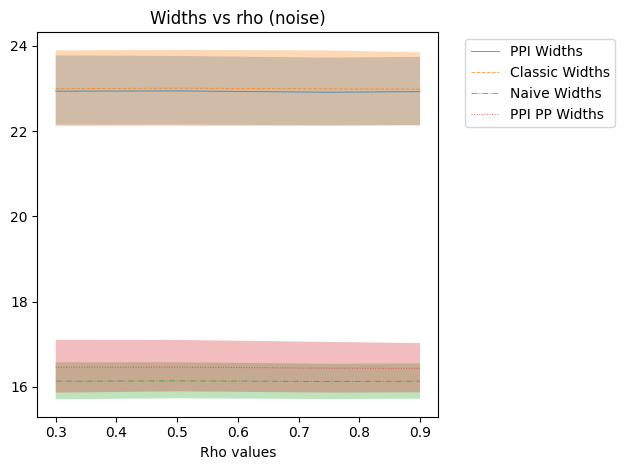 Widths vs rho (noise)
24
22
20
18
16
0.3 0.4 0.5 0.6 0.7 0.8 0.9
Rho values
PPI Widths
Classic Widths
Naive Widths
PPI PP Widths